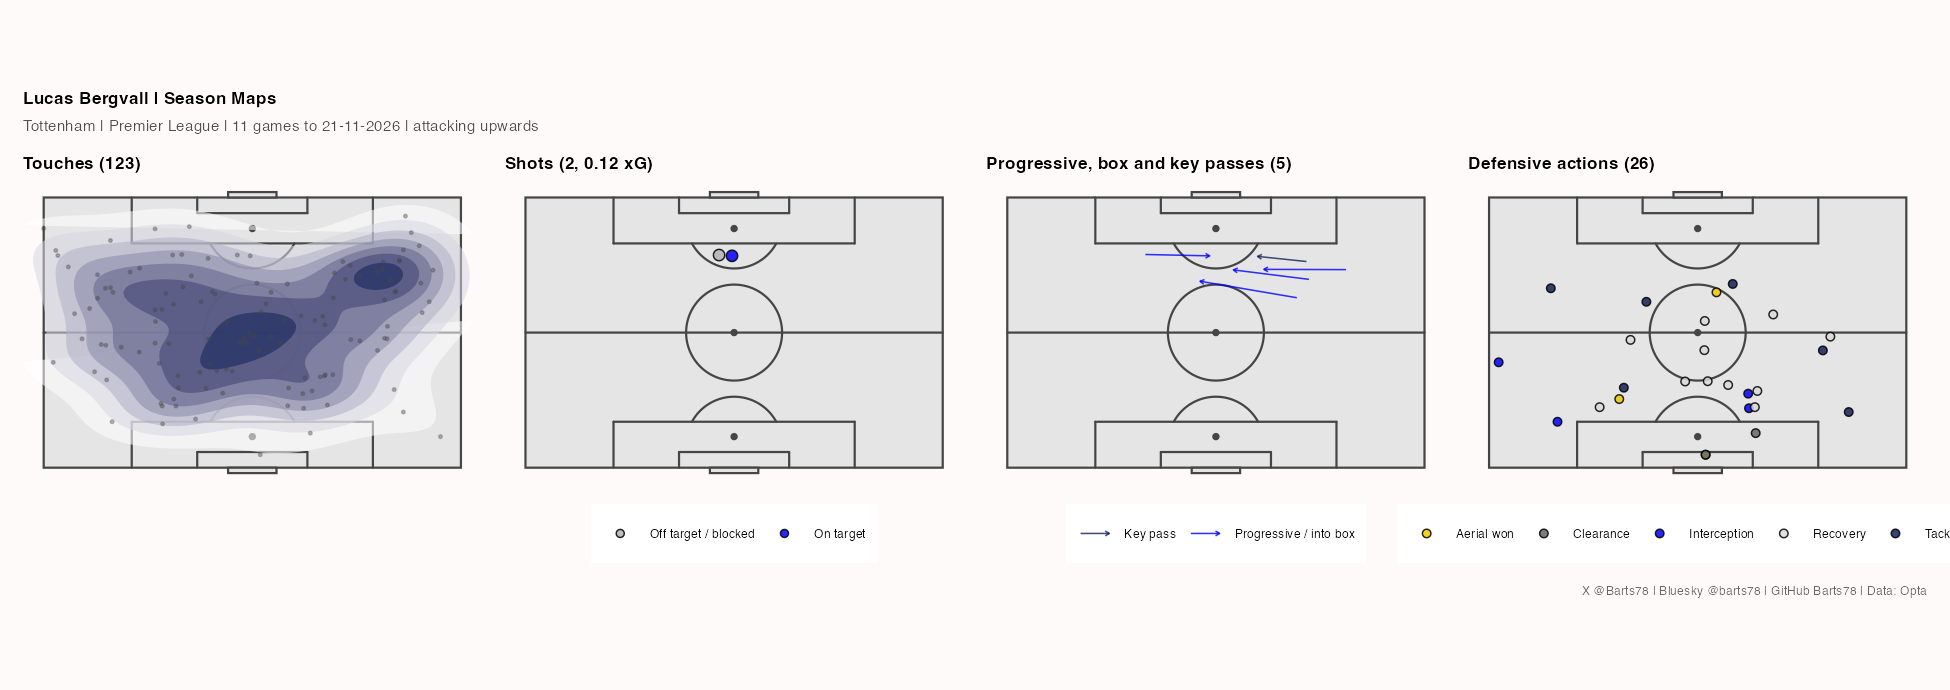 Lucas Bergvall | Season Maps
Tottenham | Premier League | 11 games to 21-11-2026 | attacking upwards
Touches (123)
Shots (2, 0.12 xG)
Progressive, box and key passes (5)
Defensive actions (26)
Off target / blocked
On target
Key pass
Progressive / into box
Aerial won
Clearance
Interception
Recovery
Tack
X @Barts78 | Bluesky @barts78 | GitHub Barts78 | Data: Opta